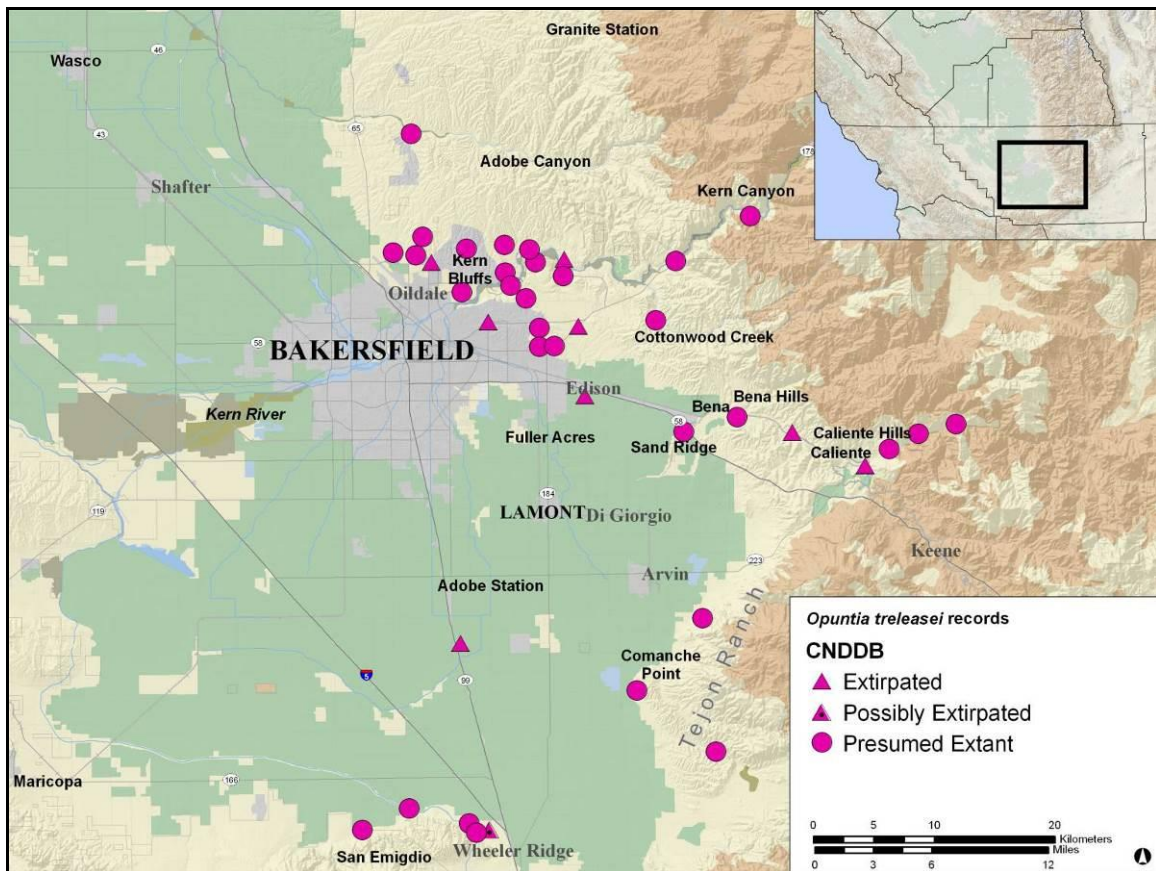 Granite Station
46
Wasco
65
43
178
Adobe Canyon
Shafter
Kern Canyon
Kern
Bluffs
Oildale
Cottonwood Creek
58
BAKERSFIELD
Edison
Bena Hills
Bena
Kern River
58
Fuller Acres
Sand Ridge
Caliente Hills
Caliente
184
119
LAMONT
Di Giorgio
Keene
223
Arvin
Adobe Station
Comanche
Point
5
99
Tejon Ranch
Maricopa
166
San Emigdio
Wheeler Ridge
Opuntia treleasei records
CNDDB
Extirpated
Possibly Extirpated
Presumed Extant
0 5 10 20
Kilometers
Miles
0 3 6 12